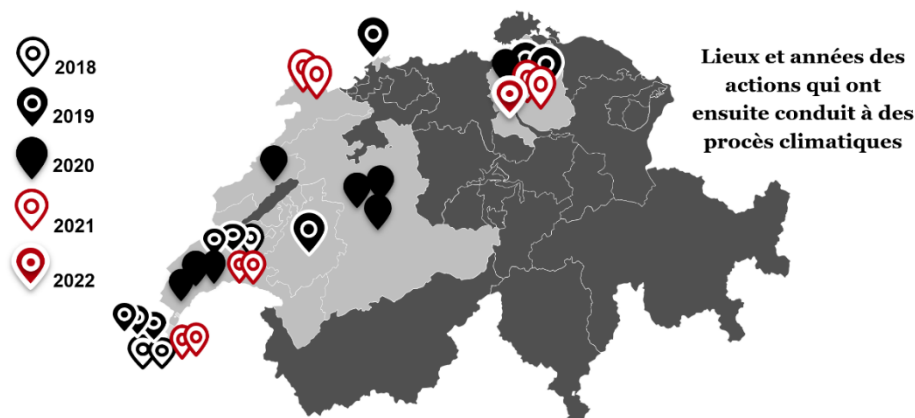 2018
2019
2020
2021
2022
Lieux et années des
actions qui ont
ensuite conduit à des
procès climatiques